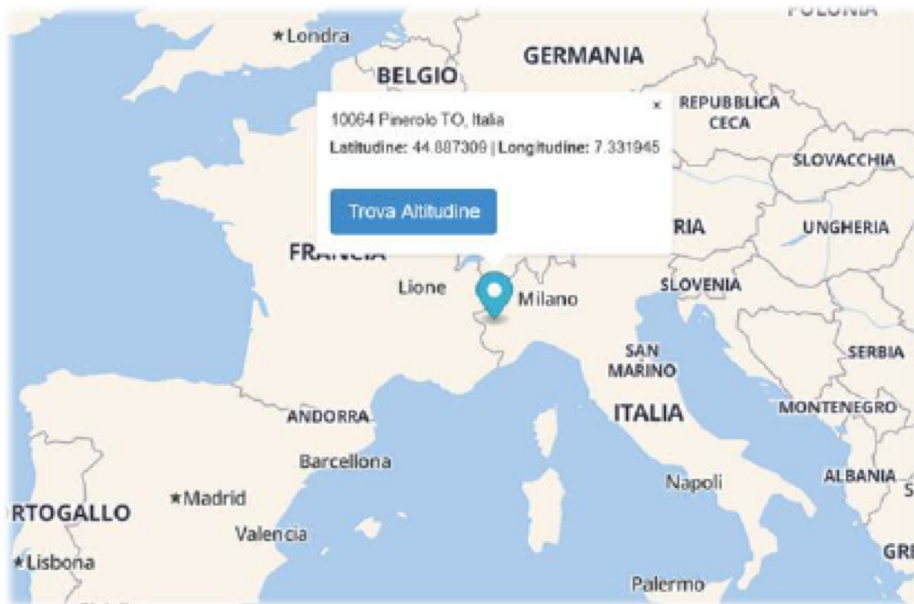 POLONIA
★Londra
GERMANIA
BELGIO
×
REPUBBLICA
CECA
10064 Pinerolo TO, Italia
Latitudine: 44.887309 | Longitudine: 7.331945
SLOVACCHIA
Trova Altitudine
RIA
UNGHERIA
FRANCIA
Lione
Milano
SLOVENIA
SAN
MARINO
SERBIA
ANDORRA
ITALIA
MONTENEGRO
Barcellona
Napoli
ALBANIA
S
★Madrid
RTOGALLO
Valencia
GRE
★Lisbona
Palermo